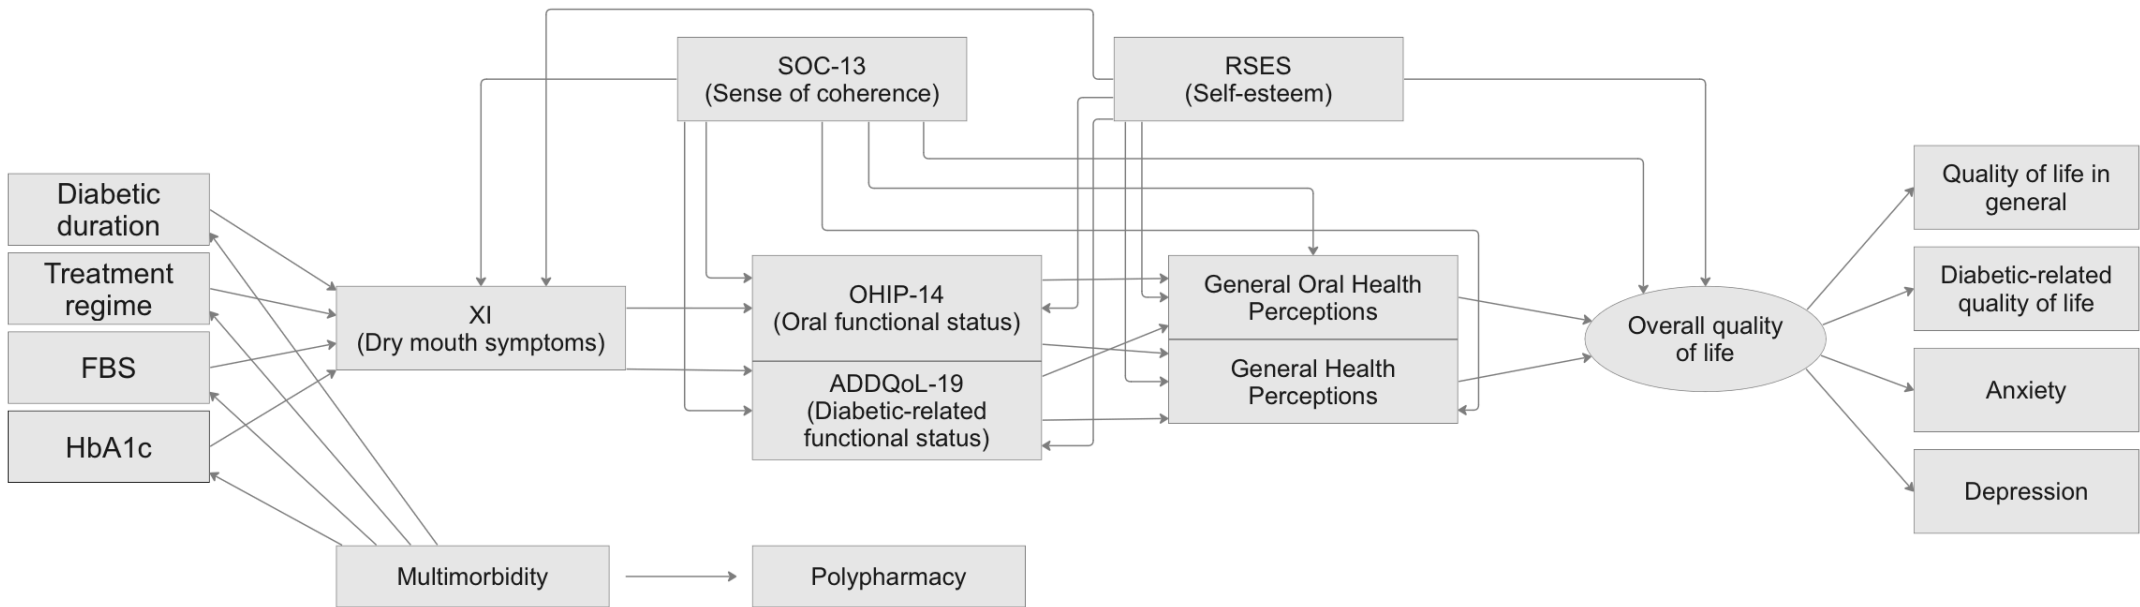 SOC-13
(Sense of coherence)
RSES
(Self-esteem)
Diabetic
duration
Treatment
regime
FBS
HbA1c
XI
(Dry mouth symptoms)
OHIP-14
(Oral functional status)
ADDQoL-19
(Diabetic-related
functional status)
General Oral Health
Perceptions
General Health
Perceptions
Overall quality
of life
Quality of life in
general
Diabetic-related
quality of life
Anxiety
Depression
Multimorbidity
Polypharmacy